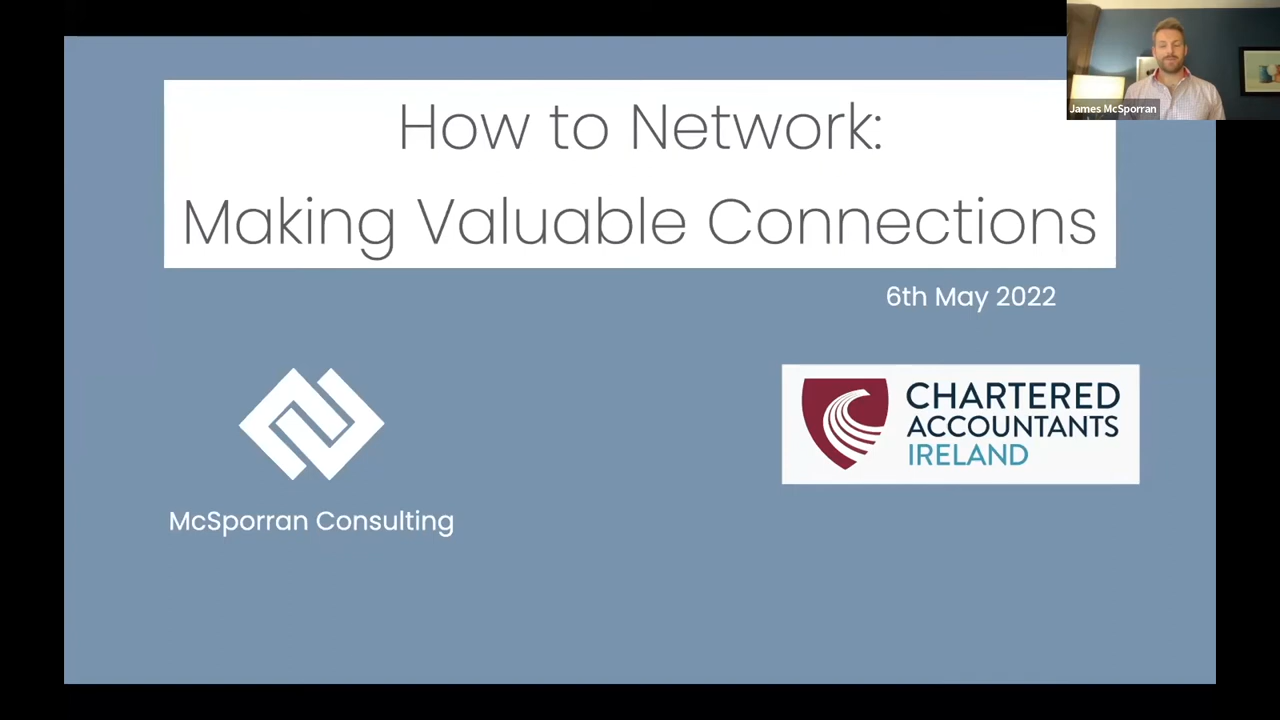 How to Network:
Making Valuable Connections
James McSporran
6th May 2022
CHARTERED
ACCOUNTANTS
IRELAND
McSporran Consulting